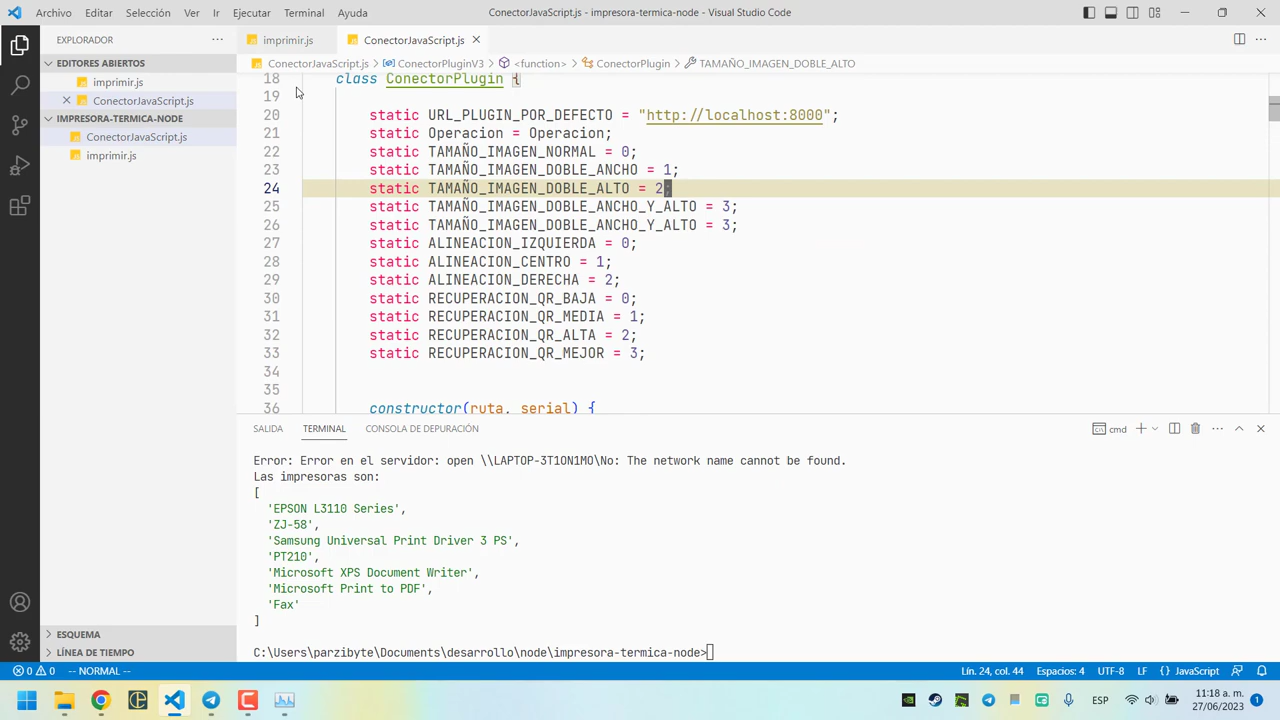 Archivo Editar Selección Ver Ir Ejecutar Terminal Ayuda
ConectorJavaScript.js - impresora-termica-node - Visual Studio Code
EXPLORADOR
EDITORES ABIERTOS
imprimir.js
ConectorJavaScript.js
IMPRESORA-TERMICA-NODE
ConectorJavaScript.js
imprimir.js
ESQUEMA
LÍNEA DE TIEMPO
imprimir.js ConectorJavaScript.js
ConectorJavaScript.js > ConectorPluginV3 > <function> > ConectorPlugin > TAMAÑO_IMAGEN_DOBLE_ALTO
18 class ConectorPlugin {
19
20 static URL_PLUGIN_POR_DEFECTO = "http://localhost:8000";
21 static Operacion = Operacion;
22 static TAMAÑO_IMAGEN_NORMAL = 0;
23 static TAMAÑO_IMAGEN_DOBLE_ANCHO = 1;
24 static TAMAÑO_IMAGEN_DOBLE_ALTO = 2;
25 static TAMAÑO_IMAGEN_DOBLE_ANCHO_Y_ALTO = 3;
26 static TAMAÑO_IMAGEN_DOBLE_ANCHO_Y_ALTO = 3;
27 static ALINEACION_IZQUIERDA = 0;
28 static ALINEACION_CENTRO = 1;
29 static ALINEACION_DERECHA = 2;
30 static RECUPERACION_QR_BAJA = 0;
31 static RECUPERACION_QR_MEDIA = 1;
32 static RECUPERACION_QR_ALTA = 2;
33 static RECUPERACION_QR_MEJOR = 3;
34
35
36 constructor(ruta, serial) {
SALIDA TERMINAL CONSOLA DE DEPURACIÓN
cmd
Error: Error en el servidor: open \\LAPTOP-3T1ON1MO\No: The network name cannot be found.
Las impresoras son:
[
'EPSON L3110 Series',
'ZJ-58',
'Samsung Universal Print Driver 3 PS',
'PT210',
'Microsoft XPS Document Writer',
'Microsoft Print to PDF',
'Fax'
]
C:\Users\parzibyte\Documents\desarrollo\node\impresora-termica-node>
0 0 -- NORMAL --
Lín. 24, col. 44 Espacios: 4 UTF-8 LF {} JavaScript
ESP
11:18 a. m.
27/06/2023
1